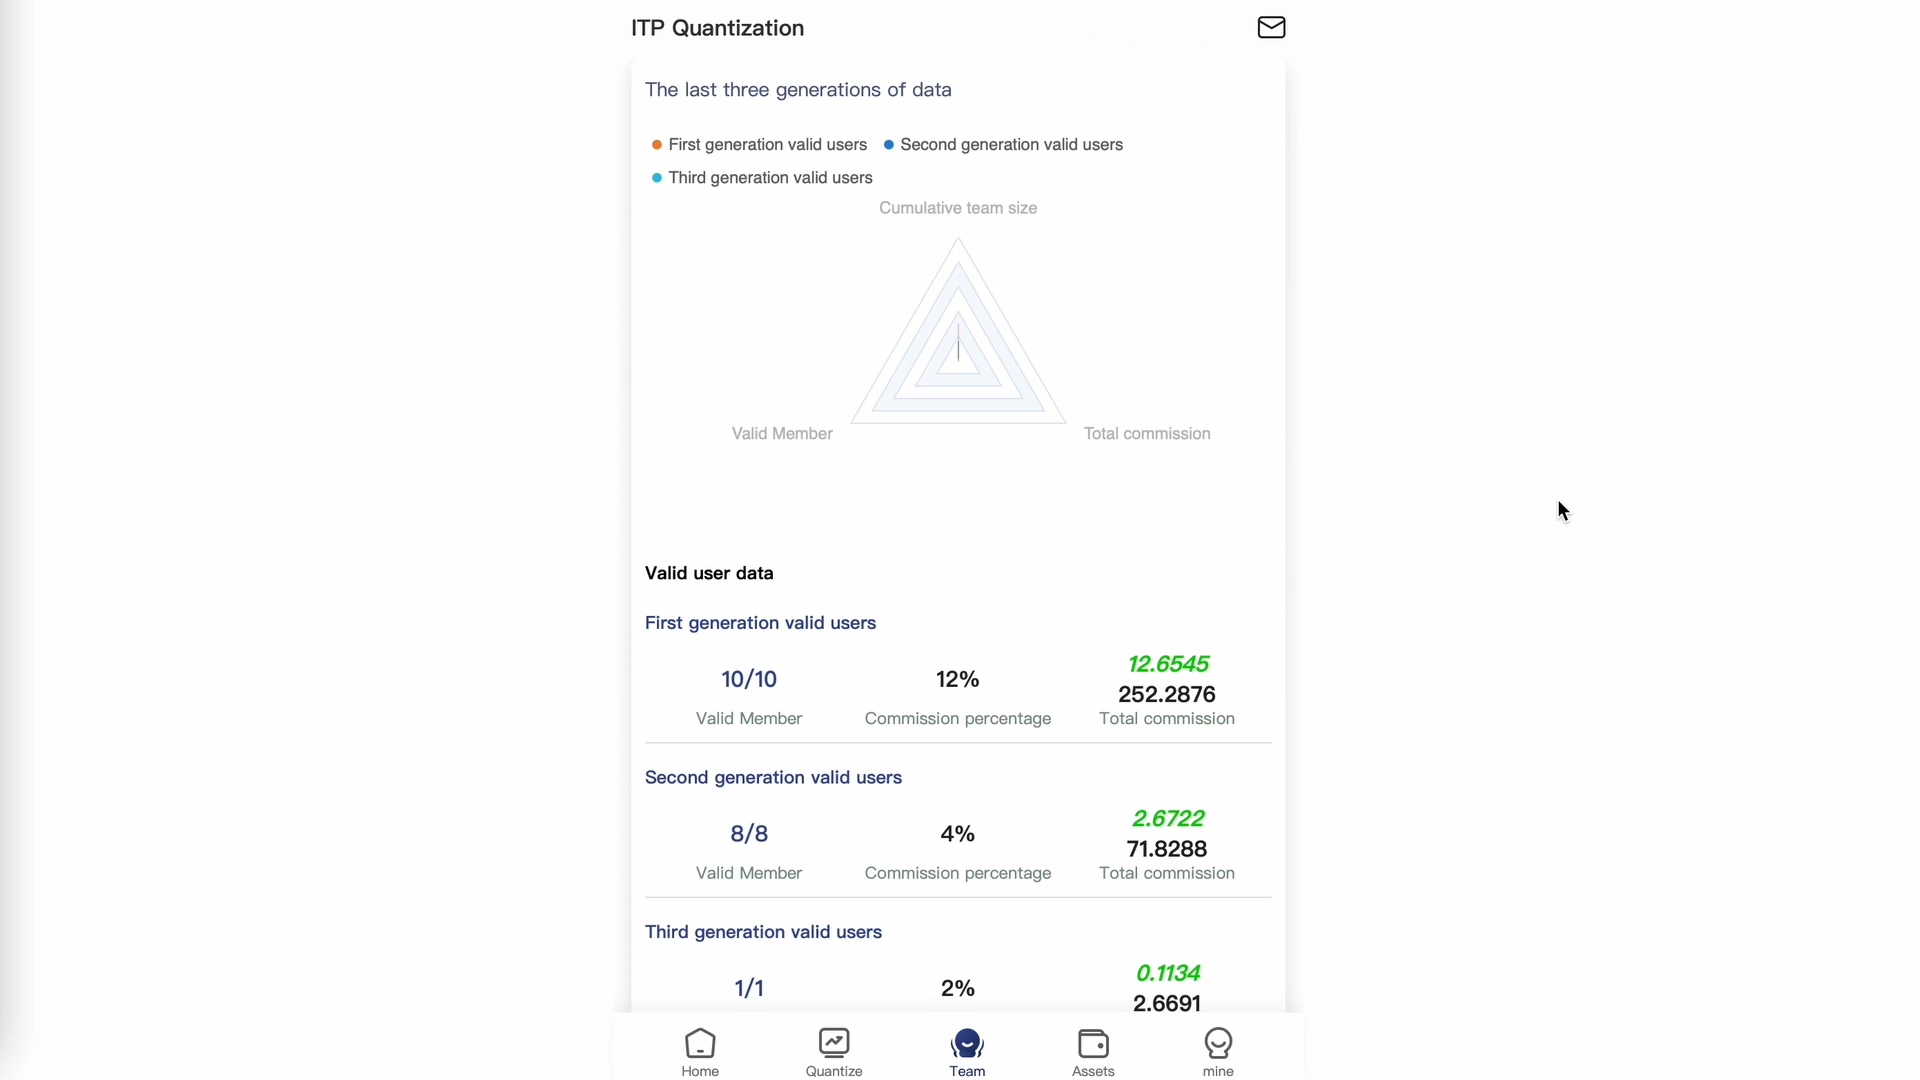 ITP Quantization
The last three generations of data
First generation valid users
Second generation valid users
Third generation valid users
Cumulative team size
Valid Member
Total commission
Valid user data
First generation valid users
12.6545
10/10
12%
252.2876
Valid Member
Commission percentage
Total commission
Second generation valid users
2.6722
8/8
4%
71.8288
Valid Member
Commission percentage
Total commission
Third generation valid users
0.1134
1/1
2%
2.6691
Home
Quantize
Team
Assets
mine